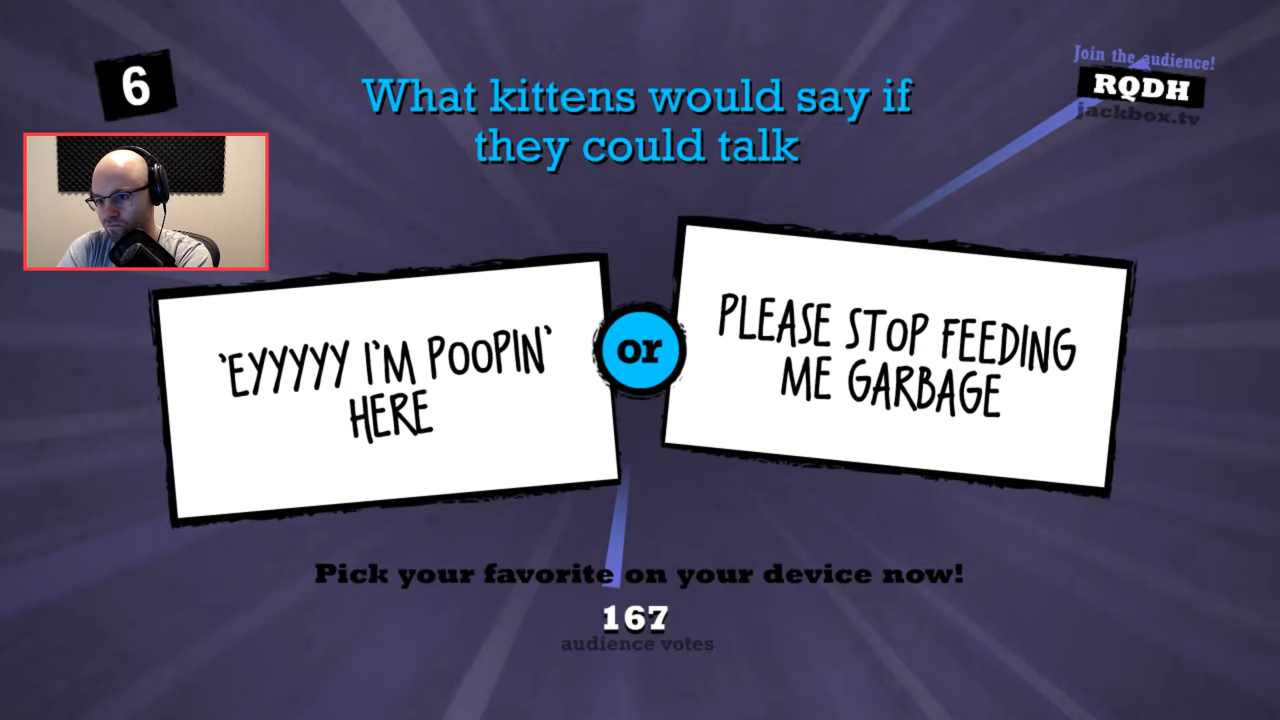 6
What kittens would say if
they could talk
Join the audience!
RQDH
jackbox.tv
'EYYYYY I'M POOPIN'
HERE
or
PLEASE STOP FEEDING
ME GARBAGE
Pick your favorite on your device now!
167
audience votes